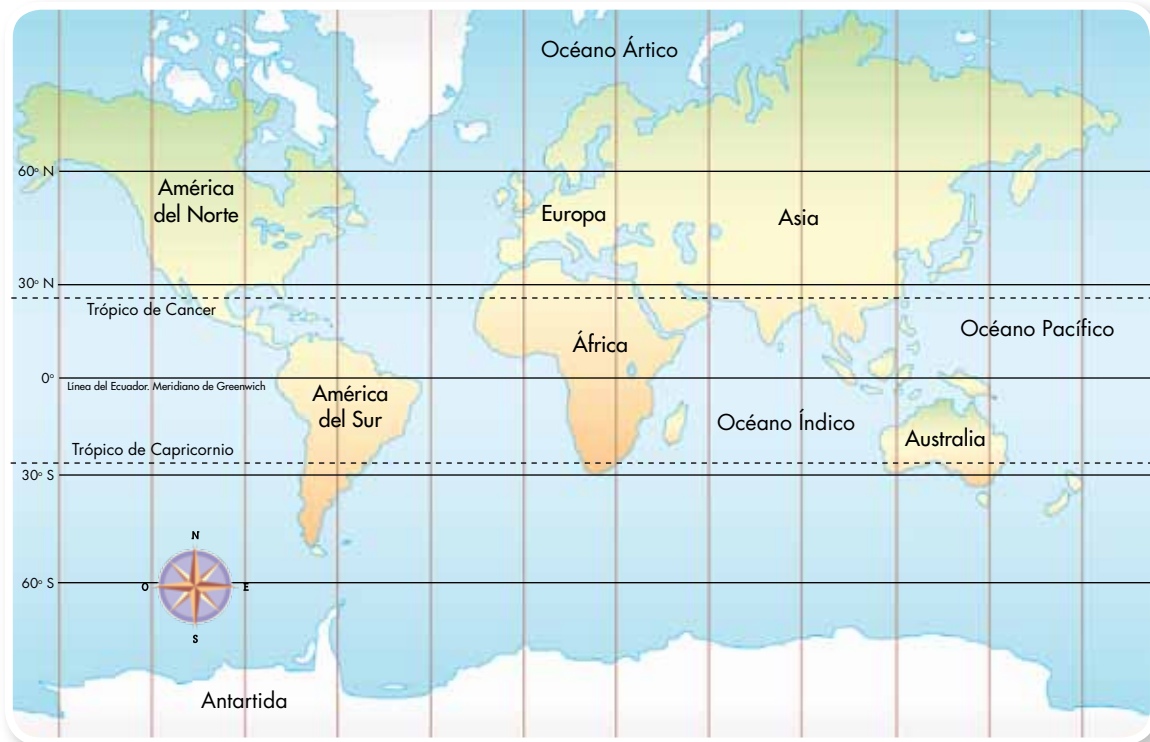 Océano Ártico
60° N
América
del Norte
Europa
Asia
30° N
Trópico de Cancer
Océano Pacífico
África
0°
Línea del Ecuador. Meridiano de Greenwich
América
del Sur
Océano Índico
Australia
Trópico de Capricornio
30° S
N
O
E
S
60° S
Antartida